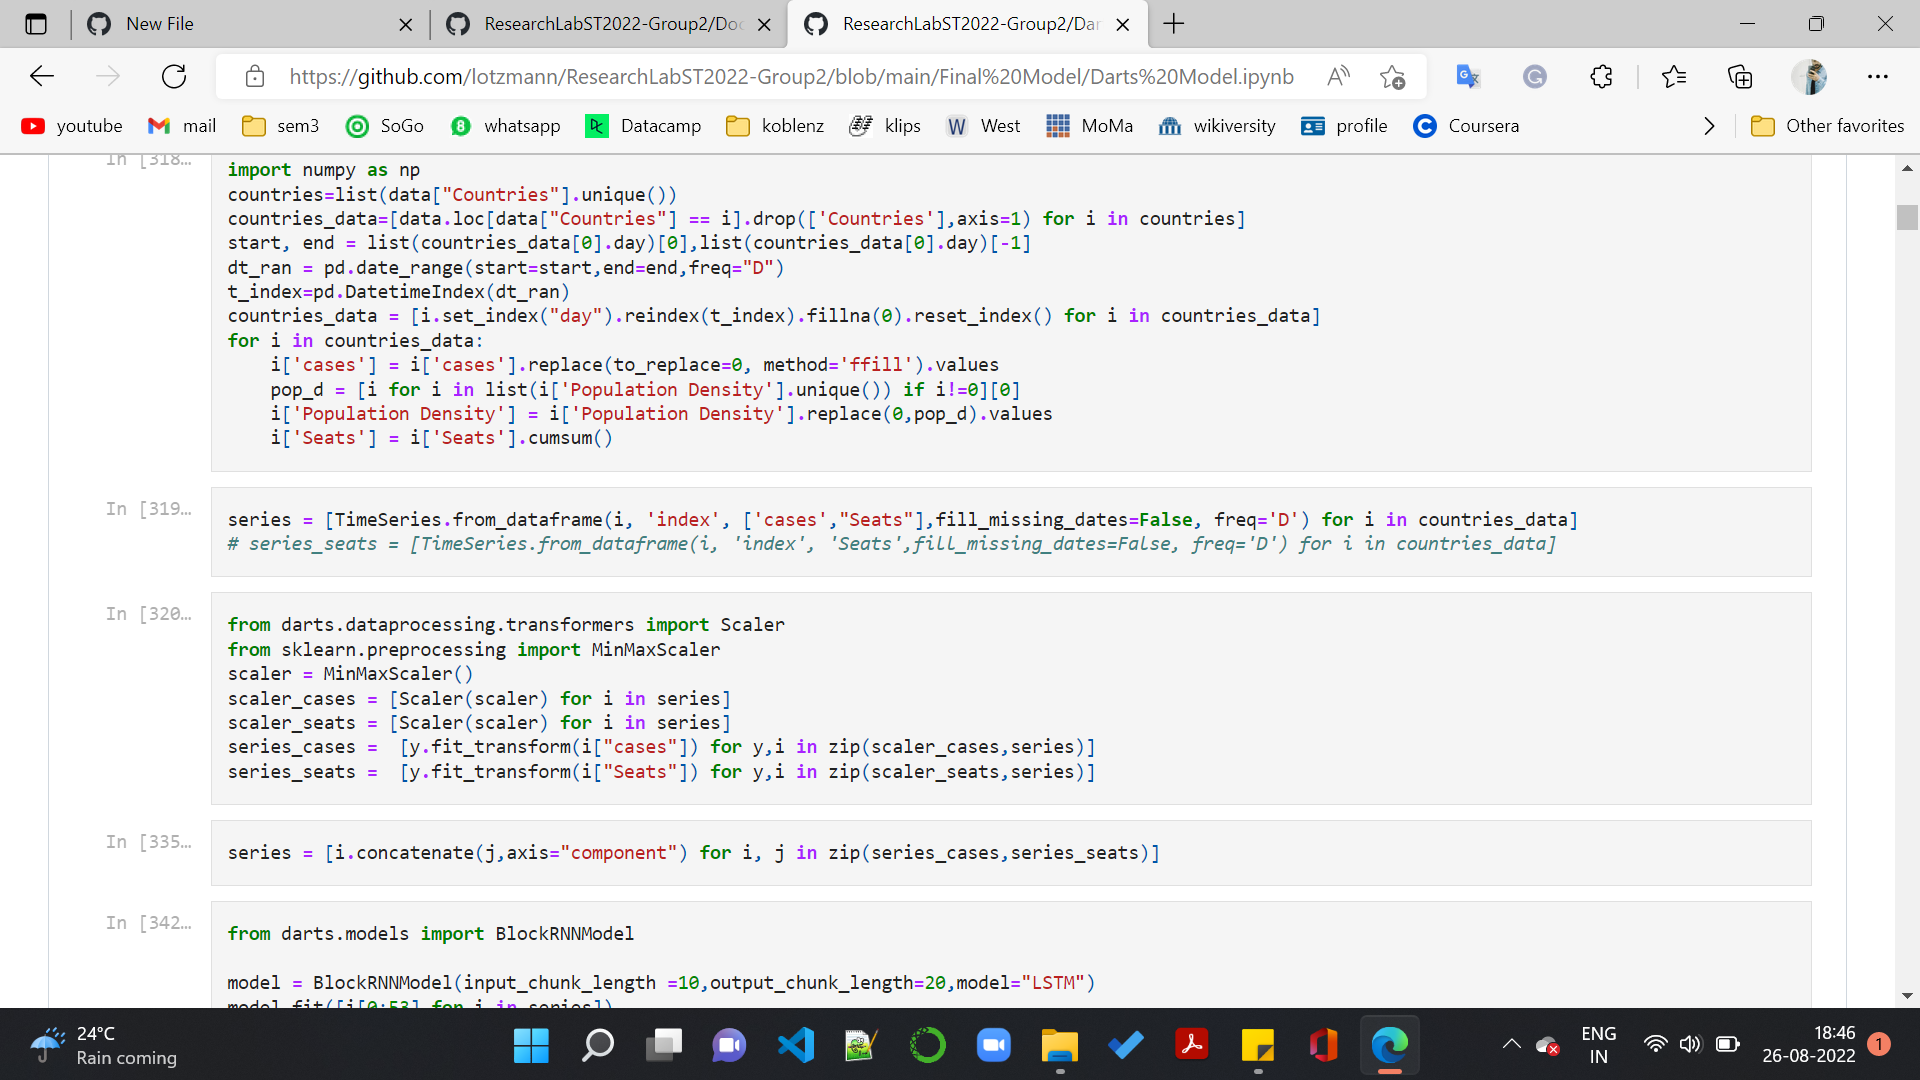 New File
ResearchLabST2022-Group2/Doc
ResearchLabST2022-Group2/Dar
https://github.com/lotzmann/ResearchLabST2022-Group2/blob/main/Final%20Model/Darts%20Model.ipynb
youtube mail sem3 SoGo whatsapp Datacamp koblenz klips West MoMa wikiversity profile Coursera Other favorites
In [318…
import numpy as np
countries=list(data["Countries"].unique())
countries_data=[data.loc[data["Countries"] == i].drop(['Countries'],axis=1) for i in countries]
start, end = list(countries_data[0].day)[0],list(countries_data[0].day)[-1]
dt_ran = pd.date_range(start=start,end=end,freq="D")
t_index=pd.DatetimeIndex(dt_ran)
countries_data = [i.set_index("day").reindex(t_index).fillna(0).reset_index() for i in countries_data]
for i in countries_data:
    i['cases'] = i['cases'].replace(to_replace=0, method='ffill').values
    pop_d = [i for i in list(i['Population Density'].unique()) if i!=0][0]
    i['Population Density'] = i['Population Density'].replace(0,pop_d).values
    i['Seats'] = i['Seats'].cumsum()
In [319…
series = [TimeSeries.from_dataframe(i, 'index', ['cases',"Seats"],fill_missing_dates=False, freq='D') for i in countries_data]
# series_seats = [TimeSeries.from_dataframe(i, 'index', 'Seats',fill_missing_dates=False, freq='D') for i in countries_data]
In [320…
from darts.dataprocessing.transformers import Scaler
from sklearn.preprocessing import MinMaxScaler
scaler = MinMaxScaler()
scaler_cases = [Scaler(scaler) for i in series]
scaler_seats = [Scaler(scaler) for i in series]
series_cases =  [y.fit_transform(i["cases"]) for y,i in zip(scaler_cases,series)]
series_seats =  [y.fit_transform(i["Seats"]) for y,i in zip(scaler_seats,series)]
In [335…
series = [i.concatenate(j,axis="component") for i, j in zip(series_cases,series_seats)]
In [342…
from darts.models import BlockRNNModel
model = BlockRNNModel(input_chunk_length =10,output_chunk_length=20,model="LSTM")
model.fit([i[0:53] for i in series])
24°C
Rain coming
ENG
IN
18:46
26-08-2022
1